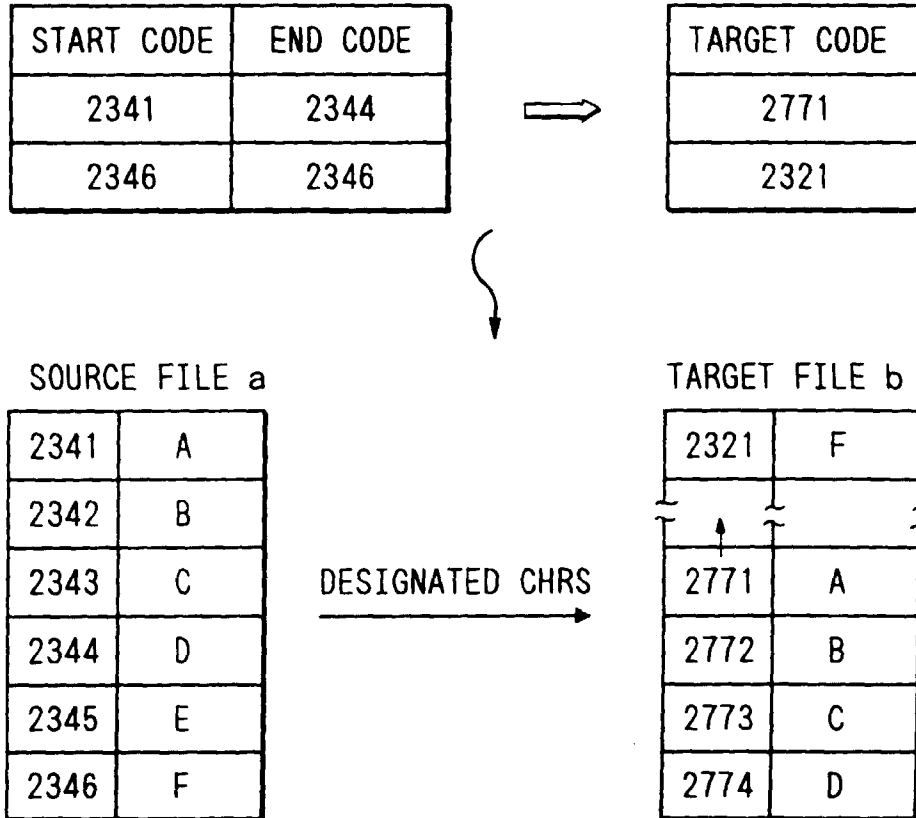 START CODE END CODE TARGET CODE
2341 2344 2771
2346 2346 2321
SOURCE FILE a TARGET FILE b
2341 A 2321 F
2342 B
2343 C DESIGNATED CHRS 2771 A
2344 D 2772 B
2345 E 2773 C
2346 F 2774 D